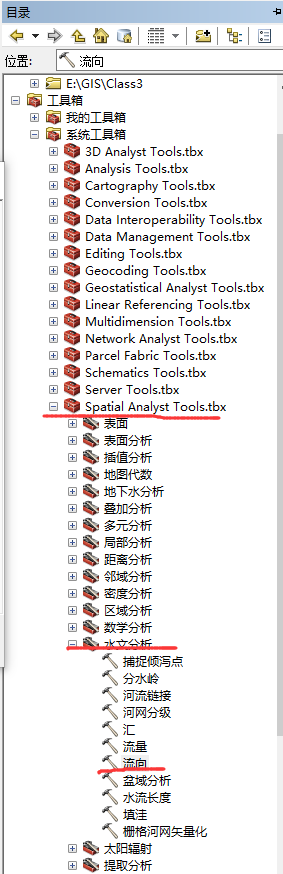 目录
位置:
流向
E:\GIS\Class3
工具箱
我的工具箱
系统工具箱
3D Analyst Tools.tbx
Analysis Tools.tbx
Cartography Tools.tbx
Conversion Tools.tbx
Data Interoperability Tools.tbx
Data Management Tools.tbx
Editing Tools.tbx
Geocoding Tools.tbx
Geostatistical Analyst Tools.tbx
Linear Referencing Tools.tbx
Multidimension Tools.tbx
Network Analyst Tools.tbx
Parcel Fabric Tools.tbx
Schematics Tools.tbx
Server Tools.tbx
Spatial Analyst Tools.tbx
表面
表面分析
插值分析
地图代数
地下水分析
叠加分析
多元分析
局部分析
距离分析
邻域分析
密度分析
区域分析
数学分析
水文分析
捕捉倾泻点
分水岭
河流链接
河网分级
汇
流量
流向
盆域分析
水流长度
填洼
栅格河网矢量化
太阳辐射
提取分析